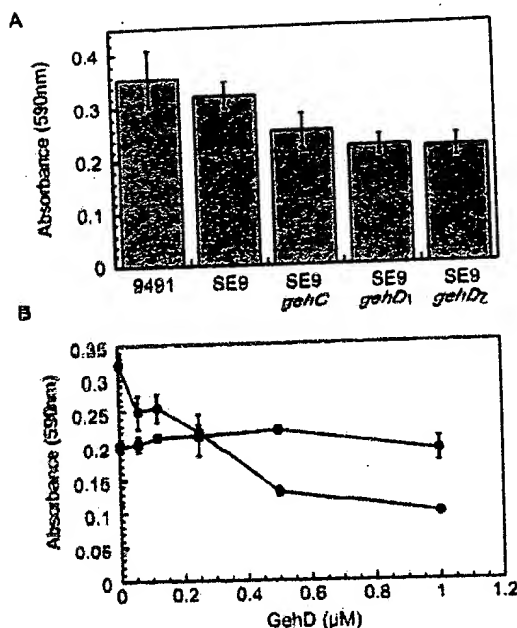 A
Absorbance (590nm)
0.4
0.3
0.2
0.1
0
9491 SE9 SE9 SE9 SE9
gehC gehD1 gehD2
B
Absorbance (590nm)
0.35
0.3
0.25
0.2
0.15
0.1
0.05
0
0 0.2 0.4 0.6 0.8 1 1.2
GehD (µM)